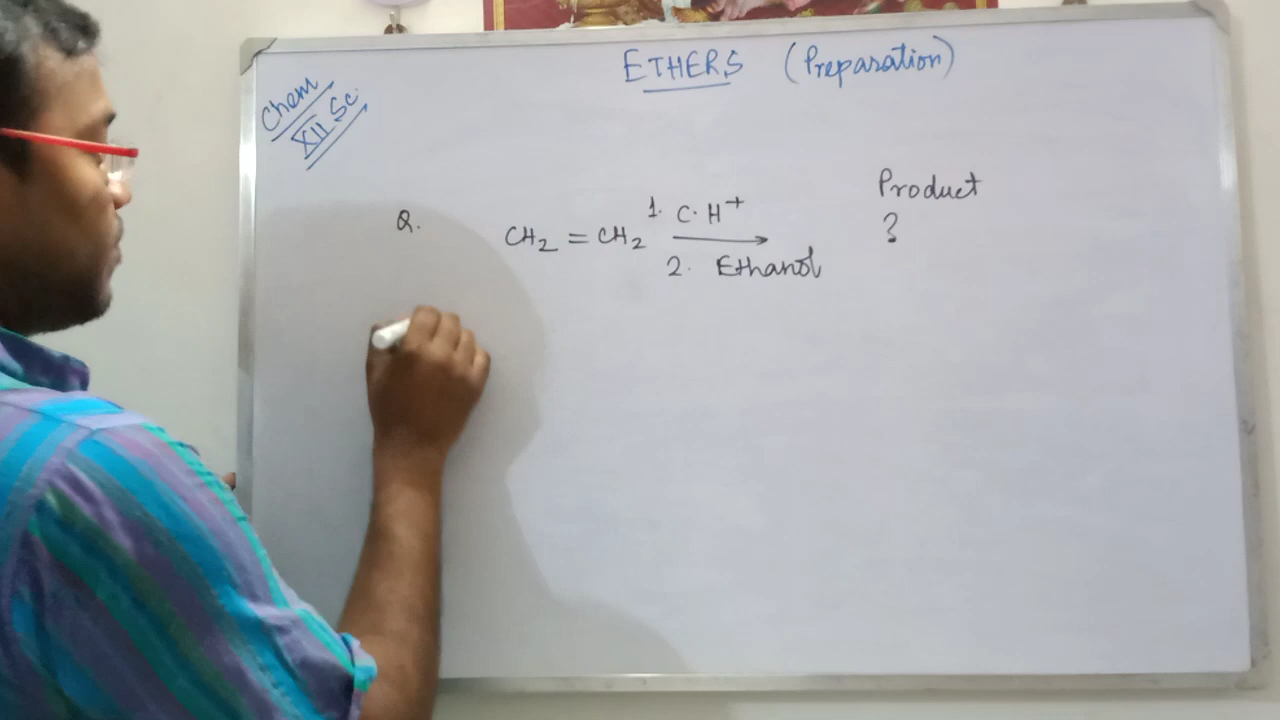 ETHERS (Preparation)
Chem
XII Sc.
Product
Q. CH₂ = CH₂ 1. C.H⁺ ?
2. Ethanol